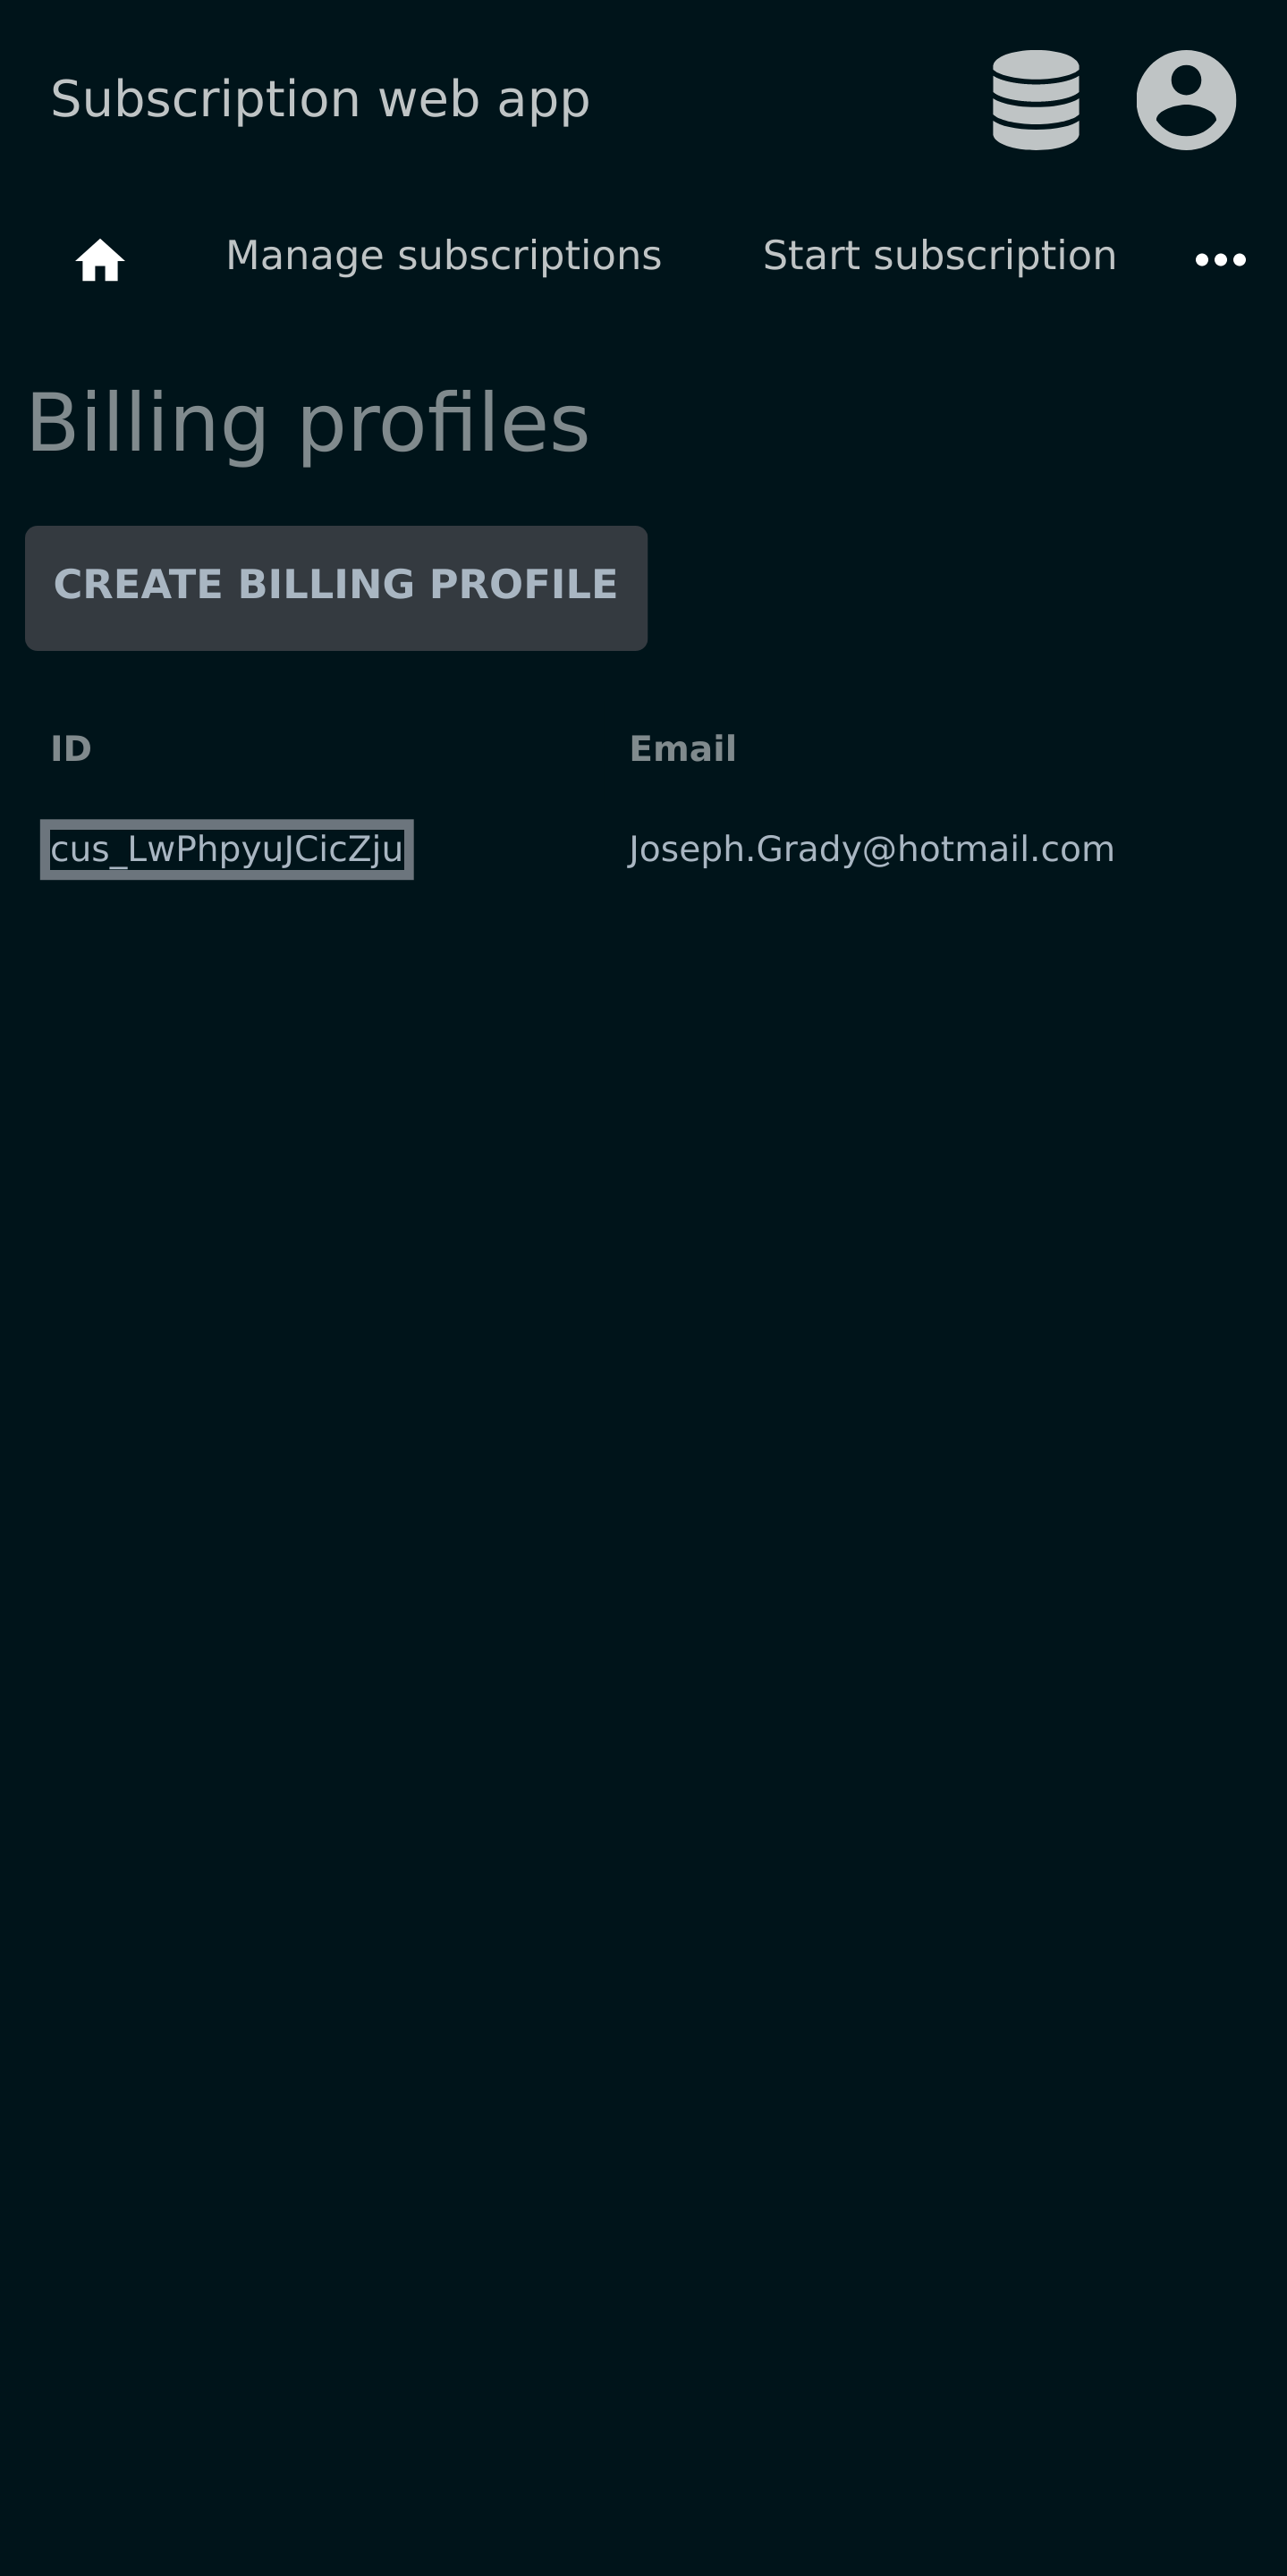 Subscription web app
Manage subscriptions Start subscription
Billing profiles
CREATE BILLING PROFILE
ID Email
cus_LwPhpyuJCicZju Joseph.Grady@hotmail.com